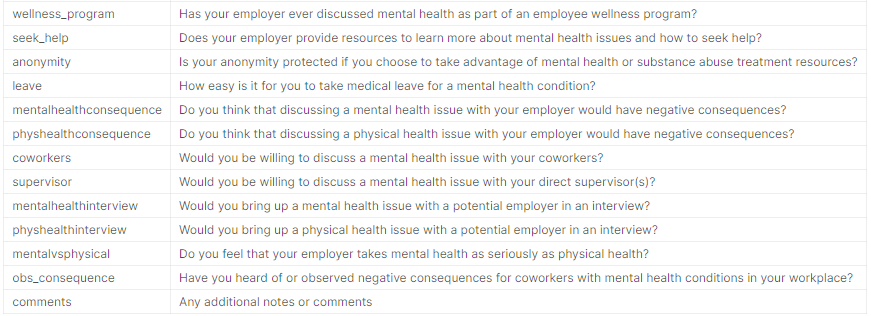 wellness_program Has your employer ever discussed mental health as part of an employee wellness program?
seek_help Does your employer provide resources to learn more about mental health issues and how to seek help?
anonymity Is your anonymity protected if you choose to take advantage of mental health or substance abuse treatment resources?
leave How easy is it for you to take medical leave for a mental health condition?
mentalhealthconsequence Do you think that discussing a mental health issue with your employer would have negative consequences?
physhealthconsequence Do you think that discussing a physical health issue with your employer would have negative consequences?
coworkers Would you be willing to discuss a mental health issue with your coworkers?
supervisor Would you be willing to discuss a mental health issue with your direct supervisor(s)?
mentalhealthinterview Would you bring up a mental health issue with a potential employer in an interview?
physhealthinterview Would you bring up a physical health issue with a potential employer in an interview?
mentalvsphysical Do you feel that your employer takes mental health as seriously as physical health?
obs_consequence Have you heard of or observed negative consequences for coworkers with mental health conditions in your workplace?
comments Any additional notes or comments